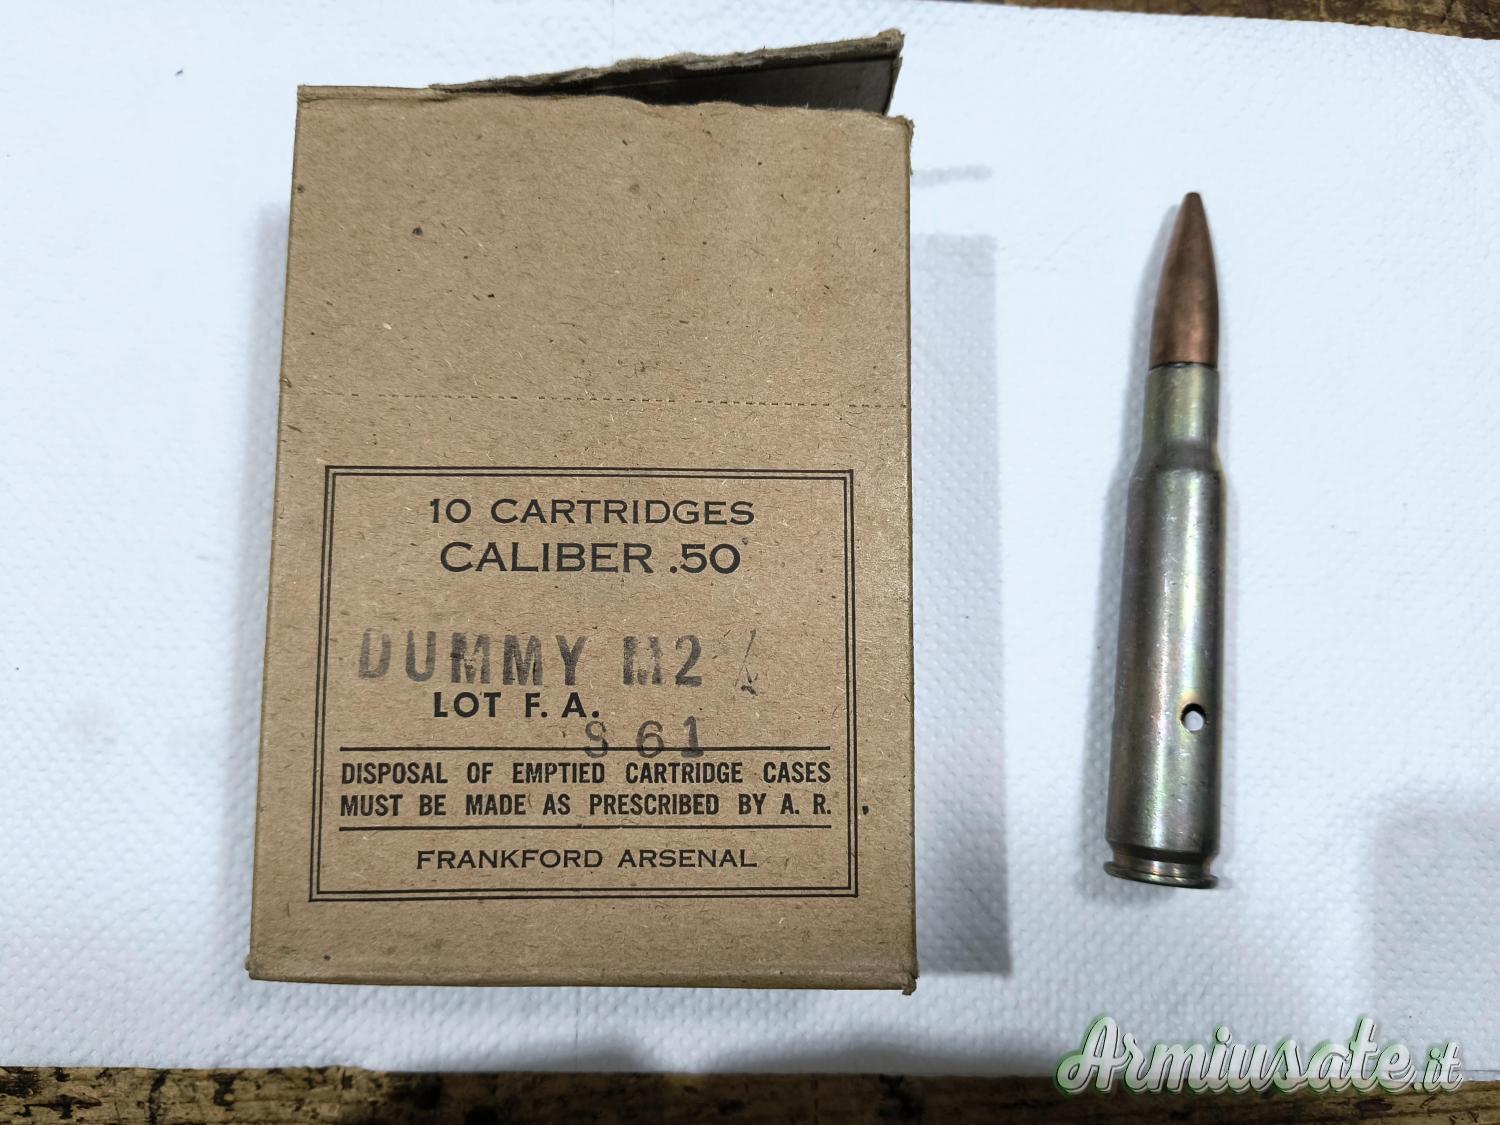 10 CARTRIDGES
CALIBER .50
DUMMY M2
LOT F. A.
S 61
DISPOSAL OF EMPTIED CARTRIDGE CASES
MUST BE MADE AS PRESCRIBED BY A. R.
FRANKFORD ARSENAL
Armiusate.it